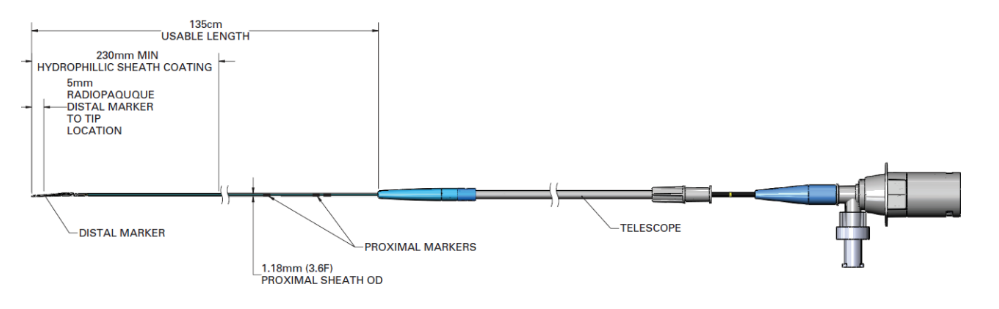 135cm
USABLE LENGTH
230mm MIN
HYDROPHILLIC SHEATH COATING
5mm
RADIOPAQUQUE
DISTAL MARKER
TO TIP
LOCATION
DISTAL MARKER
PROXIMAL MARKERS
TELESCOPE
1.18mm (3.6F)
PROXIMAL SHEATH OD